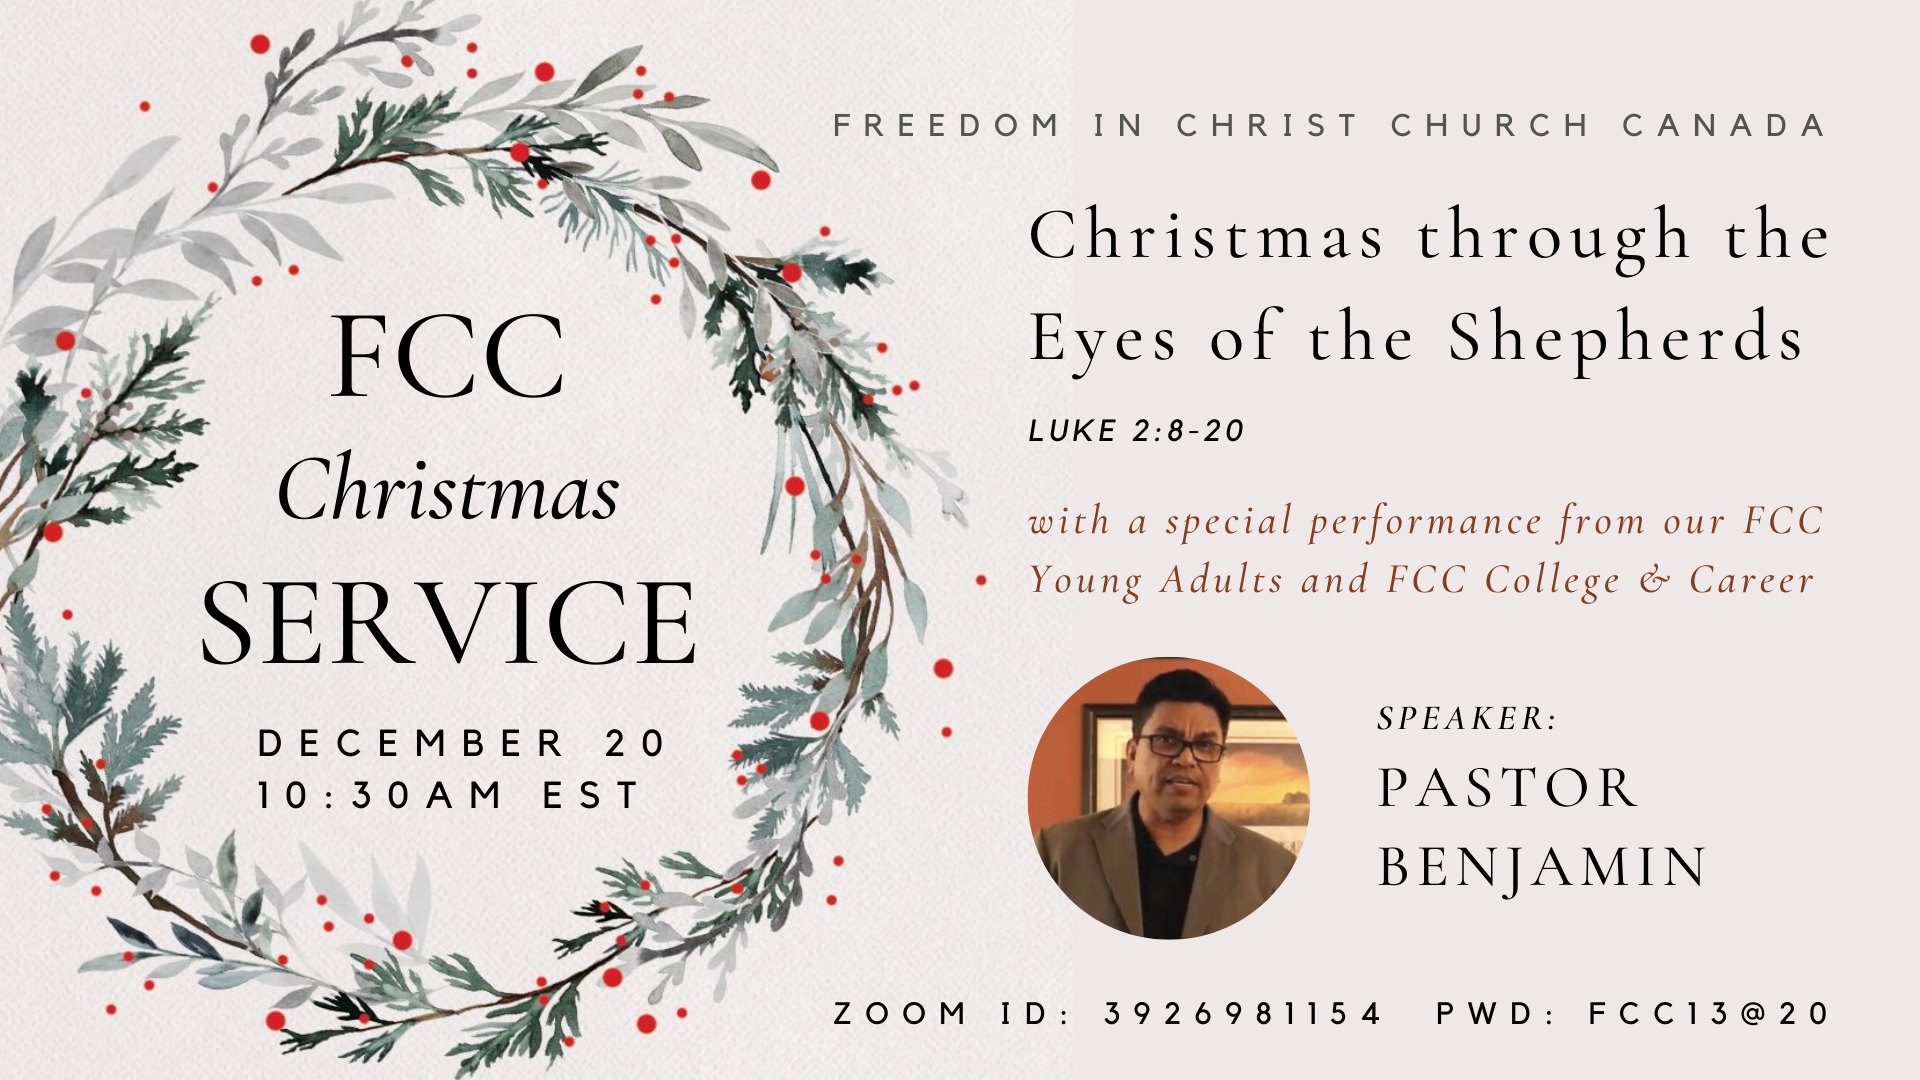 FCC
Christmas
SERVICE
DECEMBER 20
10:30AM EST
FREEDOM IN CHRIST CHURCH CANADA
Christmas through the
Eyes of the Shepherds
LUKE 2:8-20
with a special performance from our FCC
Young Adults and FCC College & Career
SPEAKER:
PASTOR
BENJAMIN
ZOOM ID: 3926981154 PWD: FCC13@20